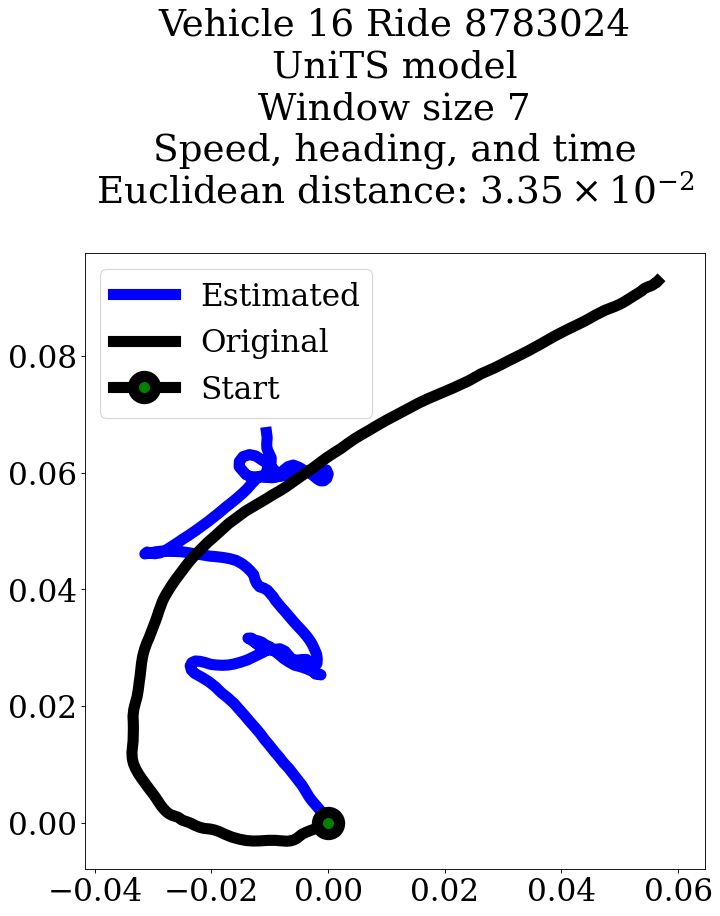 Vehicle 16 Ride 8783024
UniTS model
Window size 7
Speed, heading, and time
Euclidean distance: 3.35 × 10⁻²
Estimated
Original
Start
0.08
0.06
0.04
0.02
0.00
−0.04 −0.02 0.00 0.02 0.04 0.06